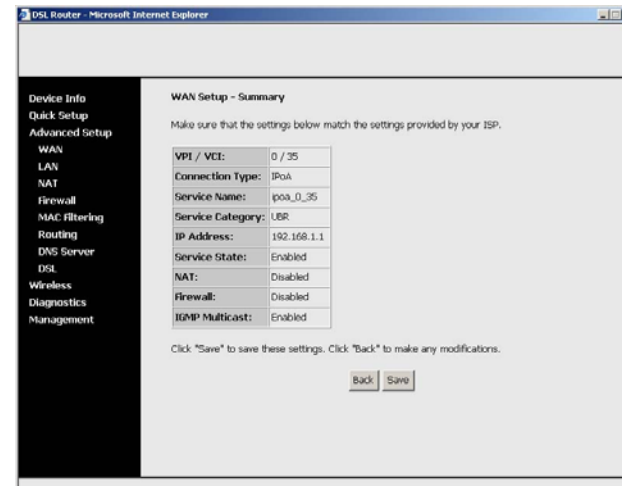 DSL Router - Microsoft Internet Explorer
Device Info
Quick Setup
Advanced Setup
WAN
LAN
NAT
Firewall
MAC Filtering
Routing
DNS Server
DSL
Wireless
Diagnostics
Management
WAN Setup - Summary
Make sure that the settings below match the settings provided by your ISP.
VPI / VCI: 0 / 35
Connection Type: IPoA
Service Name: ipoa_0_35
Service Category: UBR
IP Address: 192.168.1.1
Service State: Enabled
NAT: Disabled
Firewall: Disabled
IGMP Multicast: Enabled
Click "Save" to save these settings. Click "Back" to make any modifications.
Back Save